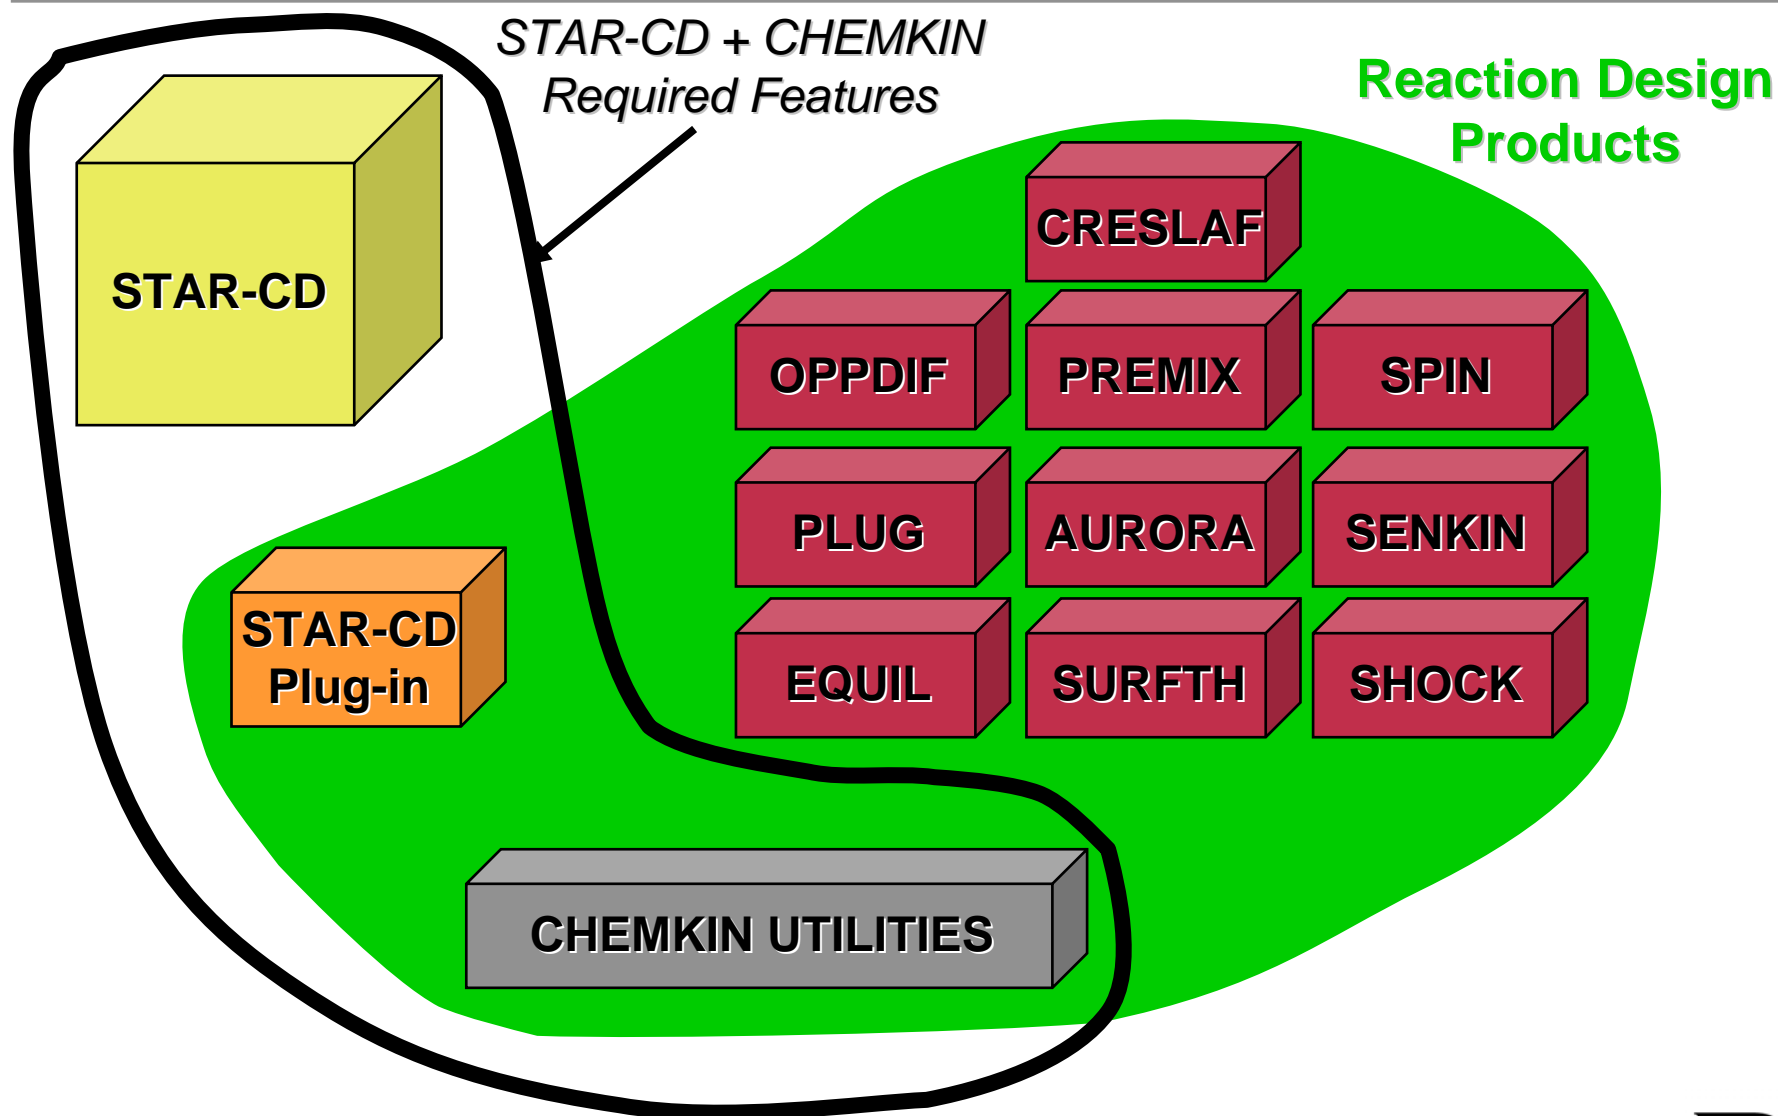 STAR-CD + CHEMKIN
Required Features
Reaction Design
Products
STAR-CD
CRESLAF
OPPDIF
PREMIX
SPIN
PLUG
AURORA
SENKIN
STAR-CD
Plug-in
EQUIL
SURFTH
SHOCK
CHEMKIN UTILITIES